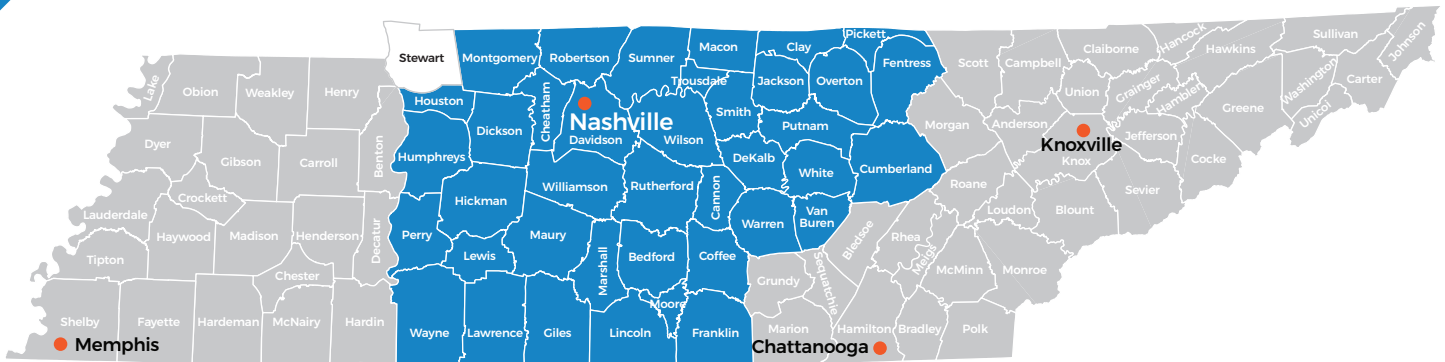 Stewart
Montgomery
Robertson
Sumner
Macon
Clay
Pickett
Fentress
Scott
Campbell
Claiborne
Hancock
Hawkins
Sullivan
Johnson
Lake
Obion
Weakley
Henry
Houston
Dickson
Cheatham
Nashville
Davidson
Wilson
Trousdale
Smith
Jackson
Overton
Putnam
Morgan
Anderson
Union
Grainger
Hamblen
Greene
Washington
Unicoi
Carter
Dyer
Gibson
Carroll
Benton
Humphreys
Hickman
Williamson
Rutherford
Cannon
DeKalb
White
Cumberland
Roane
Knoxville
Knox
Jefferson
Cocke
Sevier
Blount
Loudon
Lauderdale
Crockett
Haywood
Madison
Henderson
Decatur
Perry
Lewis
Maury
Marshall
Bedford
Coffee
Warren
Van
Buren
Bledsoe
Rhea
Meigs
McMinn
Monroe
Tipton
Chester
Moore
Grundy
Sequatchie
Shelby
Fayette
Hardeman
McNairy
Hardin
Wayne
Lawrence
Giles
Lincoln
Franklin
Marion
Hamilton
Bradley
Polk
Memphis
Chattanooga